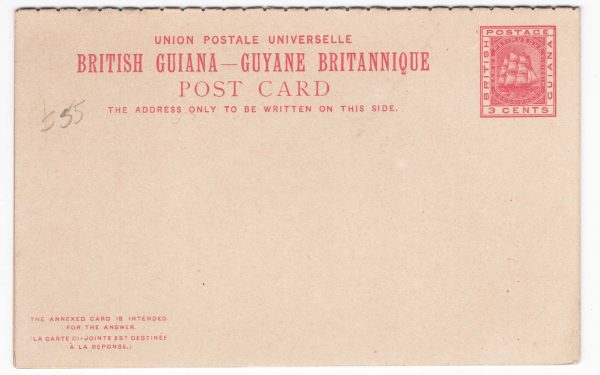 UNION POSTALE UNIVERSELLE
BRITISH GUIANA—GUYANE BRITANNIQUE
POST CARD
THE ADDRESS ONLY TO BE WRITTEN ON THIS SIDE.
POSTAGE
BRITISH
GUIANA
3 CENTS
55
THE ANNEXED CARD IS INTENDED
FOR THE ANSWER.
(LA CARTE CI-JOINTE EST DESTINÉE
À LA REPONSE.)